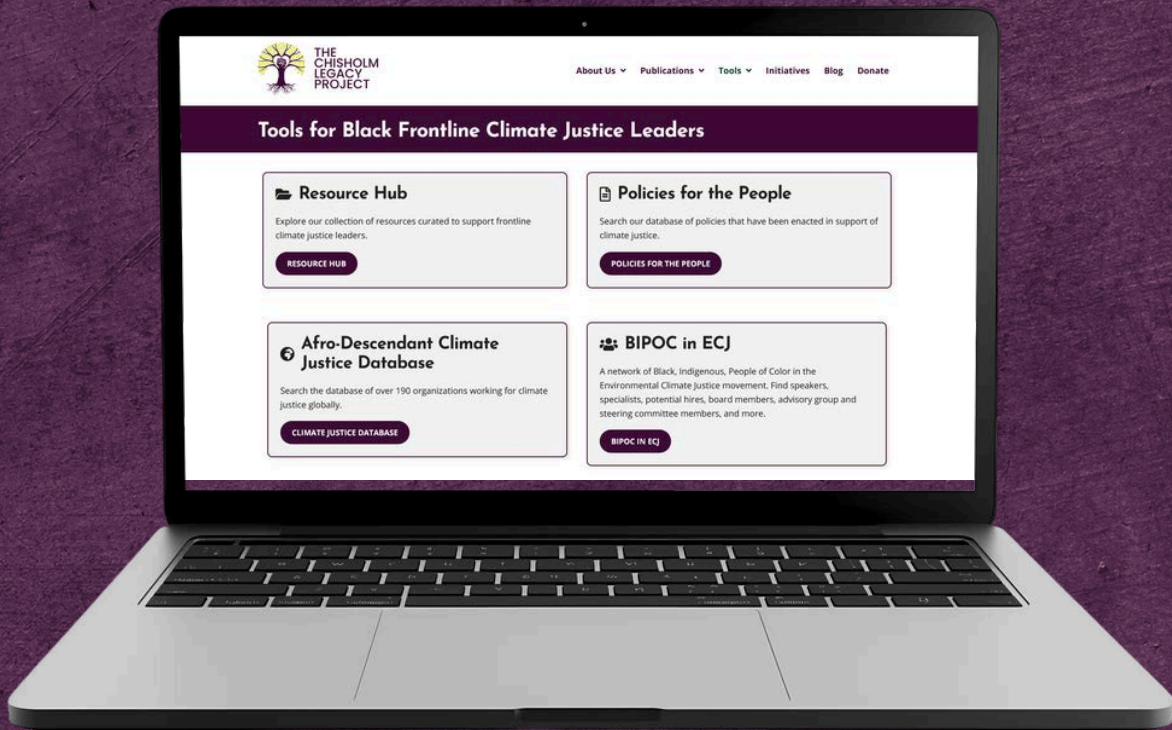 THE
CHISHOLM
LEGACY
PROJECT
About Us Publications Tools Initiatives Blog Donate
Tools for Black Frontline Climate Justice Leaders
Resource Hub
Explore our collection of resources curated to support frontline
climate justice leaders.
RESOURCE HUB
Policies for the People
Search our database of policies that have been enacted in support of
climate justice.
POLICIES FOR THE PEOPLE
Afro-Descendant Climate
Justice Database
Search the database of over 190 organizations working for climate
justice globally.
CLIMATE JUSTICE DATABASE
BIPOC in ECJ
A network of Black, Indigenous, People of Color in the
Environmental Climate Justice movement. Find speakers,
specialists, potential hires, board members, advisory group and
steering committee members, and more.
BIPOC IN ECJ